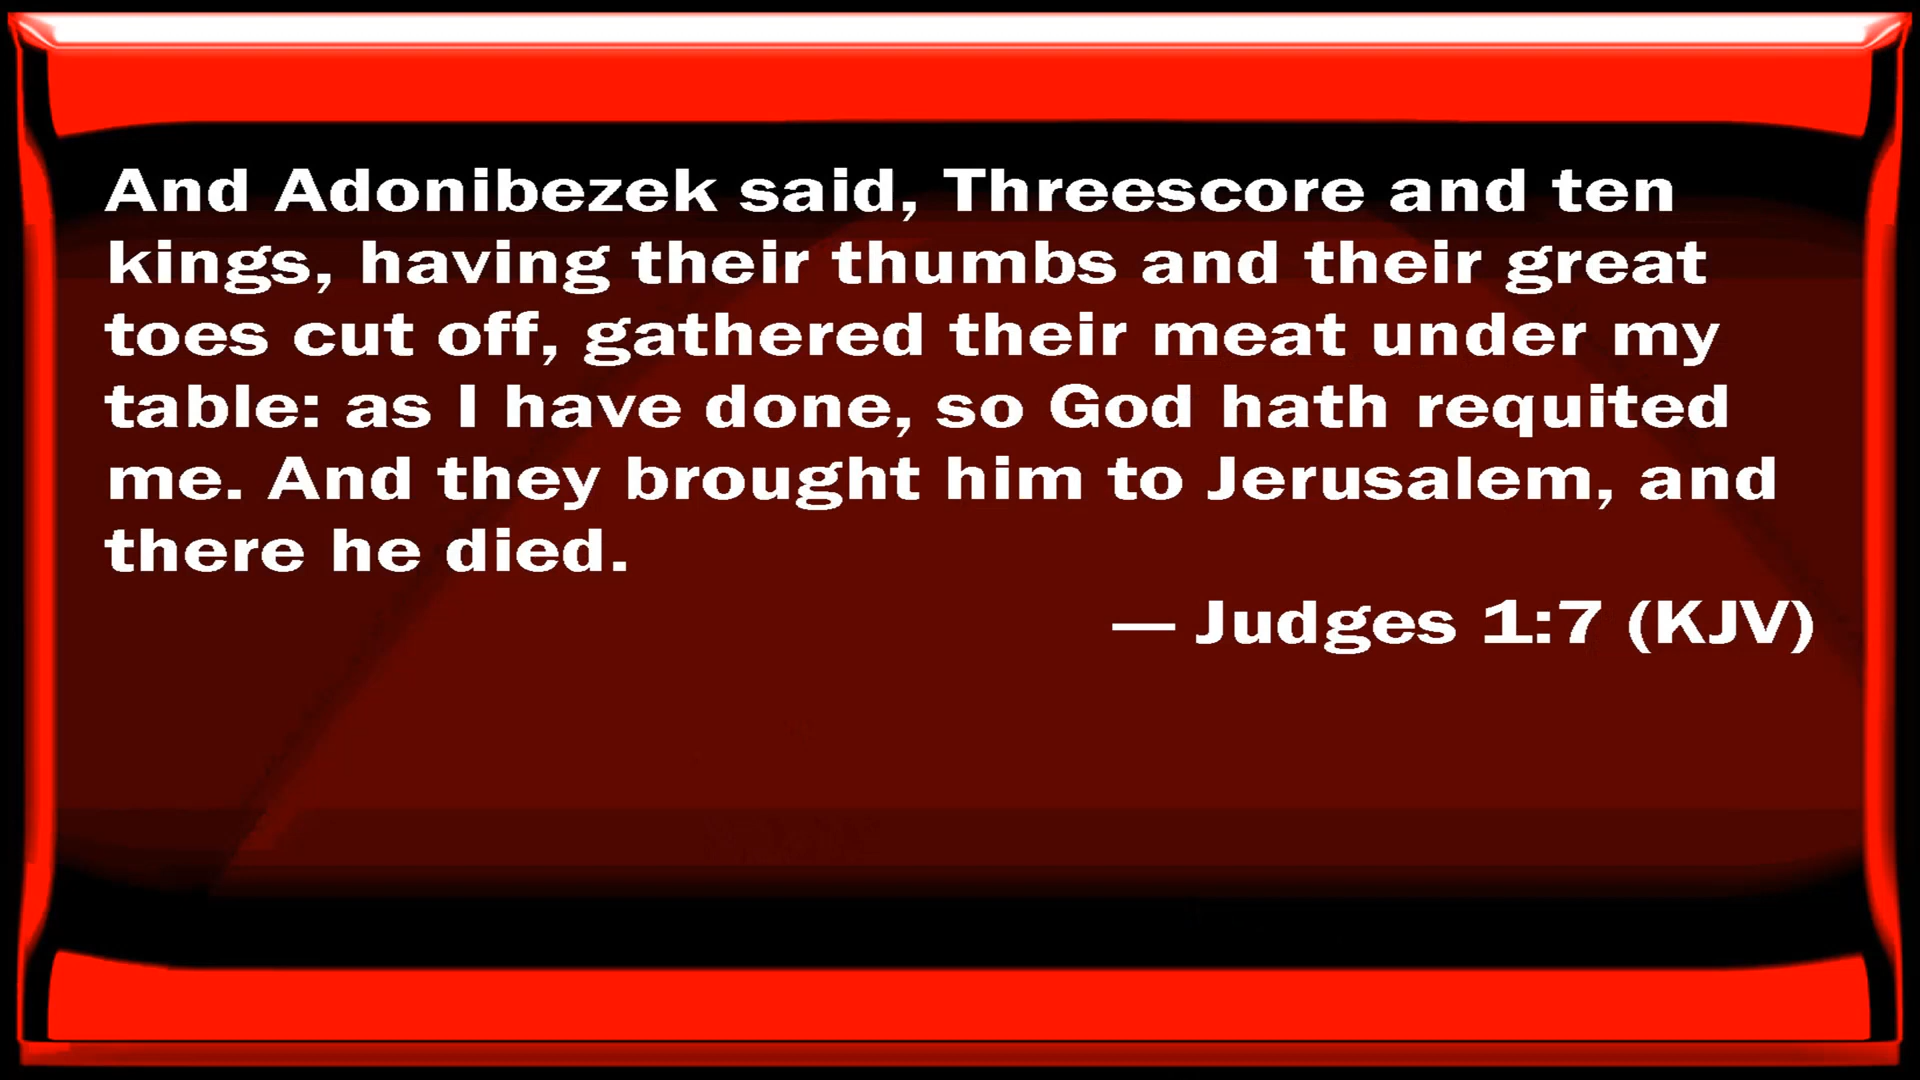 And Adonibezek said, Threescore and ten
kings, having their thumbs and their great
toes cut off, gathered their meat under my
table: as I have done, so God hath requited
me. And they brought him to Jerusalem, and
there he died.
— Judges 1:7 (KJV)